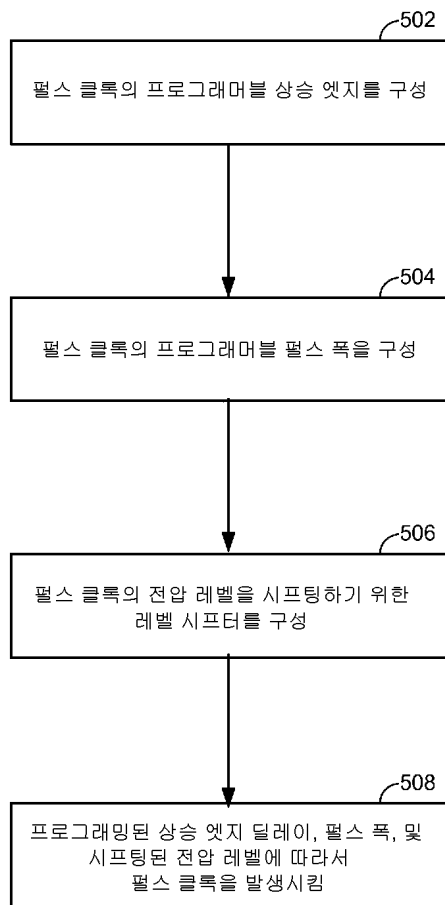 502
펄스 클록의 프로그래머블 상승 엣지를 구성
504
펄스 클록의 프로그래머블 펄스 폭을 구성
506
펄스 클록의 전압 레벨을 시프팅하기 위한
레벨 시프터를 구성
508
프로그래밍된 상승 엣지 딜레이, 펄스 폭, 및
시프팅된 전압 레벨에 따라서
펄스 클록을 발생시킴